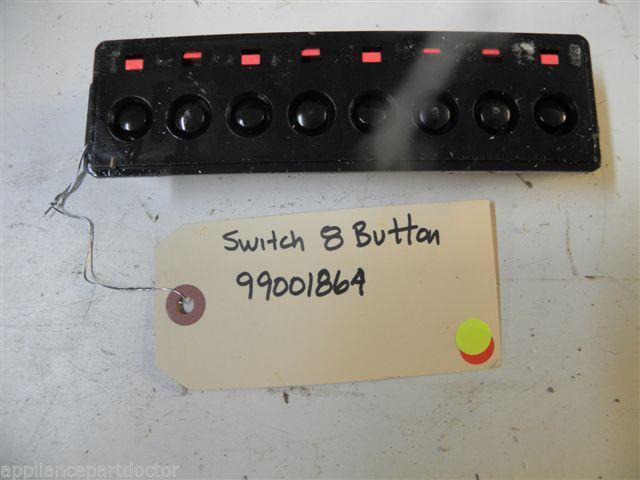 Switch 8 Button
99001864
appliancepartdoctor